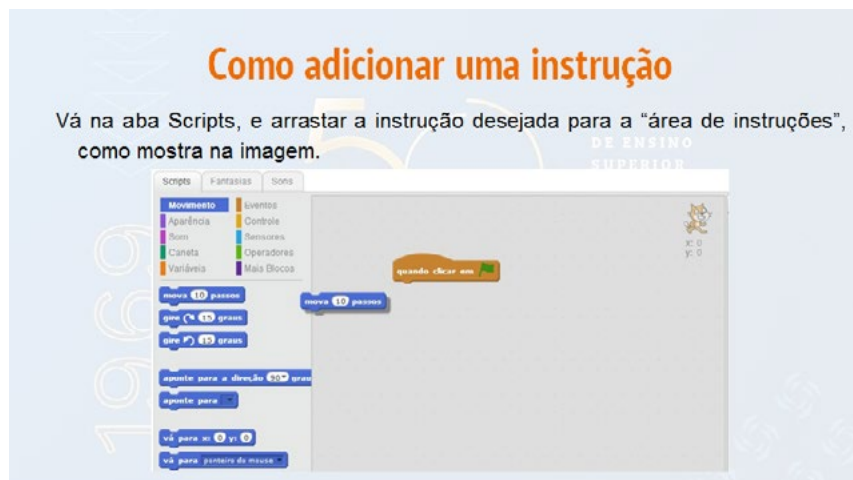 Como adicionar uma instrução
Vá na aba Scripts, e arrastar a instrução desejada para a “área de instruções”,
como mostra na imagem.
DE ENSINO
SUPERIOR
1969
Scripts Fantasias Sons
Movimento Eventos
Aparência Controle
Som Sensores
Caneta Operadores
Variáveis Mais Blocos
x: 0
y: 0
quando clicar em
mova 10 passos
mova 10 passos
gire 15 graus
gire 15 graus
aponte para a direção 90 grau
aponte para
vá para x: 0 y: 0
vá para ponteiro do mouse